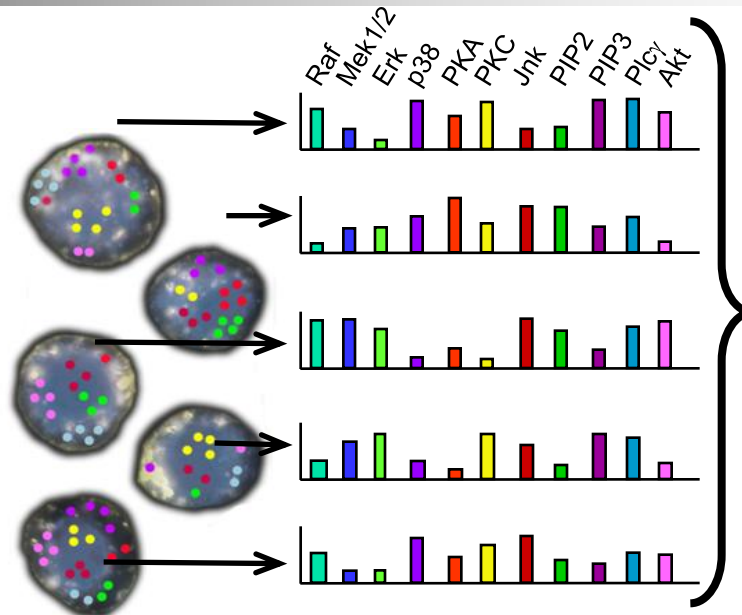 Raf
Mek1/2
Erk
p38
PKA
PKC
Jnk
PIP2
PIP3
Plcγ
Akt